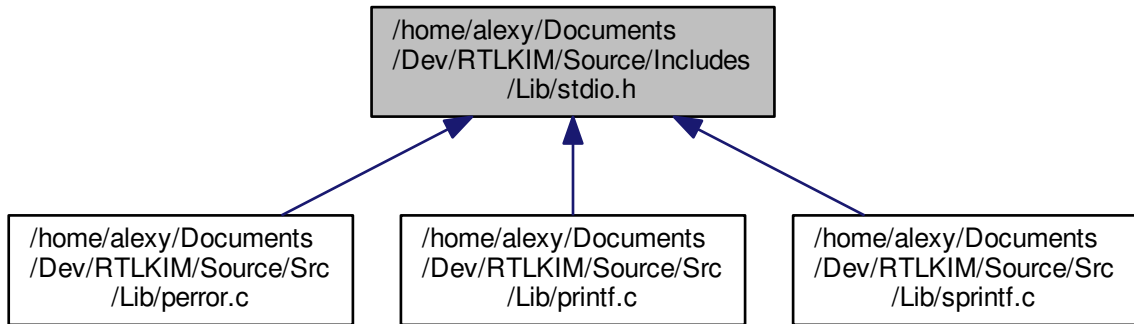 /home/alexy/Documents
/Dev/RTLKIM/Source/Includes
/Lib/stdio.h
/home/alexy/Documents
/Dev/RTLKIM/Source/Src
/Lib/perror.c
/home/alexy/Documents
/Dev/RTLKIM/Source/Src
/Lib/printf.c
/home/alexy/Documents
/Dev/RTLKIM/Source/Src
/Lib/sprintf.c